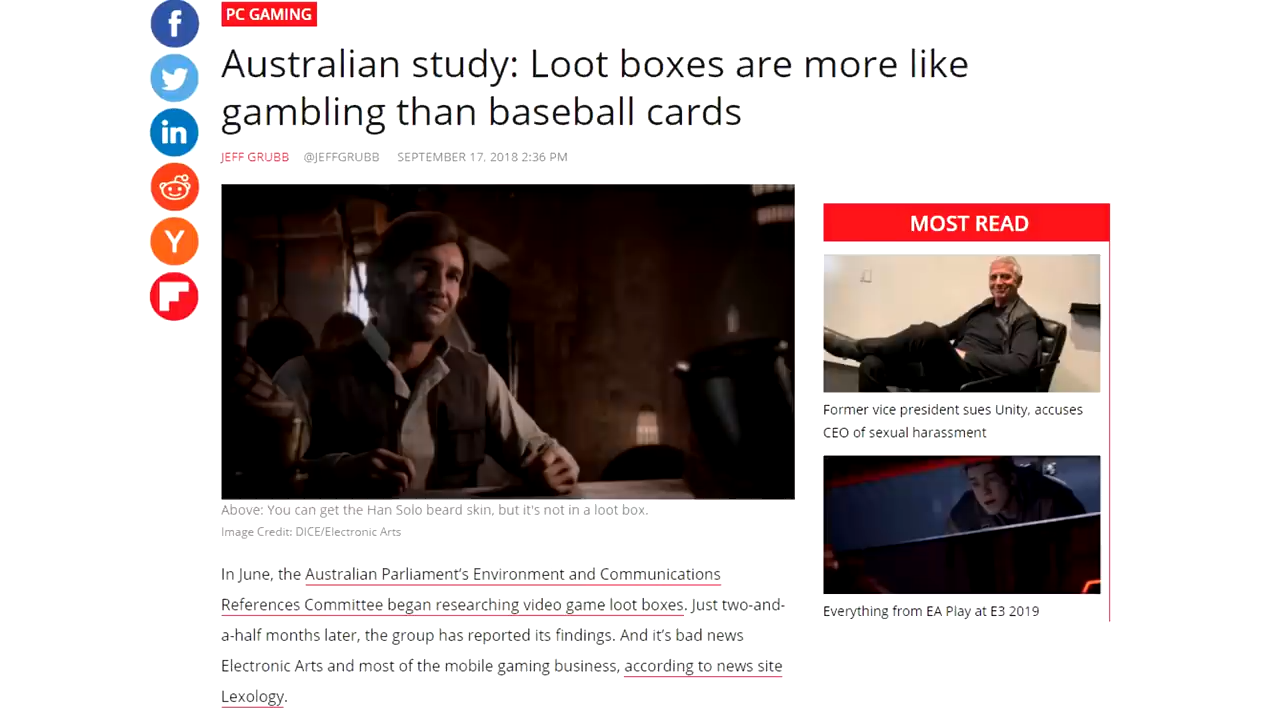 PC GAMING
Australian study: Loot boxes are more like
gambling than baseball cards
JEFF GRUBB @JEFFGRUBB SEPTEMBER 17, 2018 2:36 PM
Above: You can get the Han Solo beard skin, but it's not in a loot box.
Image Credit: DICE/Electronic Arts
In June, the Australian Parliament's Environment and Communications
References Committee began researching video game loot boxes. Just two-and-
a-half months later, the group has reported its findings. And it's bad news
Electronic Arts and most of the mobile gaming business, according to news site
Lexology.
MOST READ
Former vice president sues Unity, accuses
CEO of sexual harassment
Everything from EA Play at E3 2019